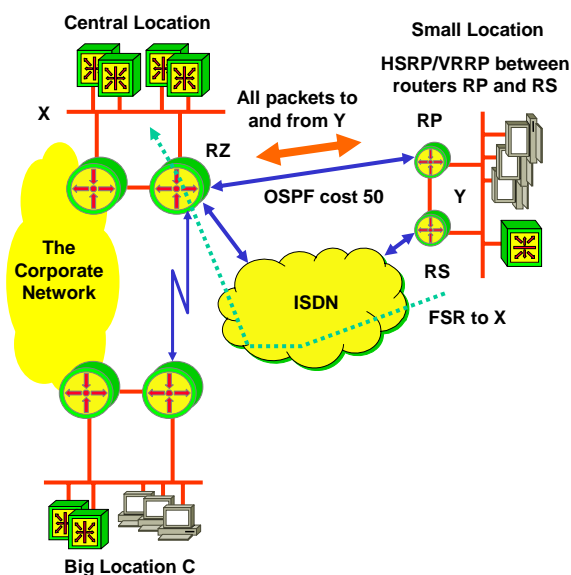 Central Location
Small Location
HSRP/VRRP between
routers RP and RS
X
All packets to
and from Y
RP
RZ
OSPF cost 50
Y
The
Corporate
Network
RS
ISDN
FSR to X
Big Location C